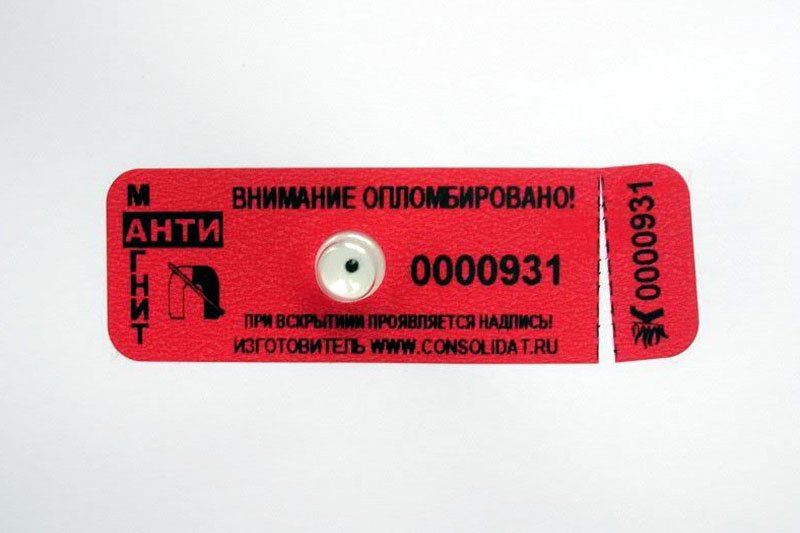 МАГНИТ
АНТИ
ВНИМАНИЕ ОПЛОМБИРОВАНО!
0000931
ПРИ ВСКРЫТИИИ ПРОЯВЛЯЕТСЯ НАДПИСЬ!
ИЗГОТОВИТЕЛЬ WWW.CONSOLIDAT.RU
0000931